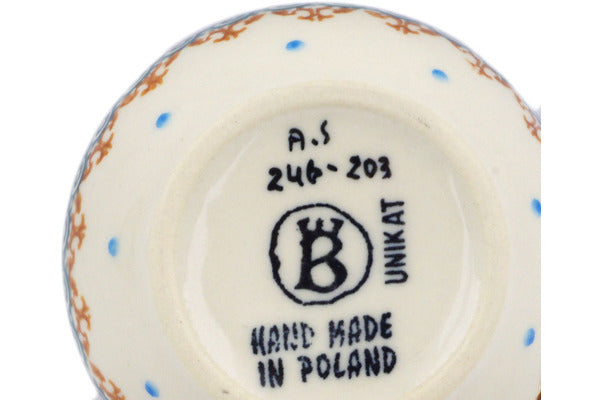 A.S
246-203
B
UNIKAT
HAND MADE
IN POLAND